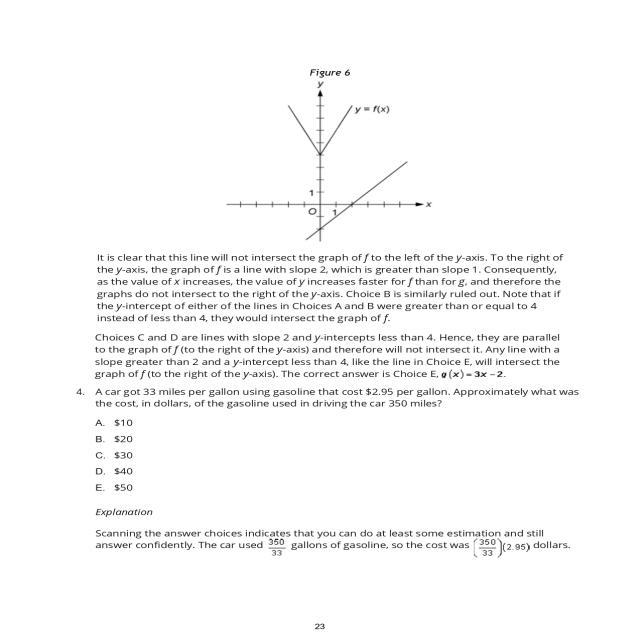 Figure 6
y
y = f(x)
1
O 1 x
It is clear that this line will not intersect the graph of f to the left of the y-axis. To the right of
the y-axis, the graph of f is a line with slope 2, which is greater than slope 1. Consequently,
as the value of x increases, the value of y increases faster for f than for g, and therefore the
graphs do not intersect to the right of the y-axis. Choice B is similarly ruled out. Note that if
the y-intercept of either of the lines in Choices A and B were greater than or equal to 4
instead of less than 4, they would intersect the graph of f.
Choices C and D are lines with slope 2 and y-intercepts less than 4. Hence, they are parallel
to the graph of f (to the right of the y-axis) and therefore will not intersect it. Any line with a
slope greater than 2 and a y-intercept less than 4, like the line in Choice E, will intersect the
graph of f (to the right of the y-axis). The correct answer is Choice E, g (x) = 3x – 2.
4. A car got 33 miles per gallon using gasoline that cost $2.95 per gallon. Approximately what was
the cost, in dollars, of the gasoline used in driving the car 350 miles?
A. $10
B. $20
C. $30
D. $40
E. $50
Explanation
Scanning the answer choices indicates that you can do at least some estimation and still
answer confidently. The car used 350/33 gallons of gasoline, so the cost was (350/33)(2.95) dollars.
23